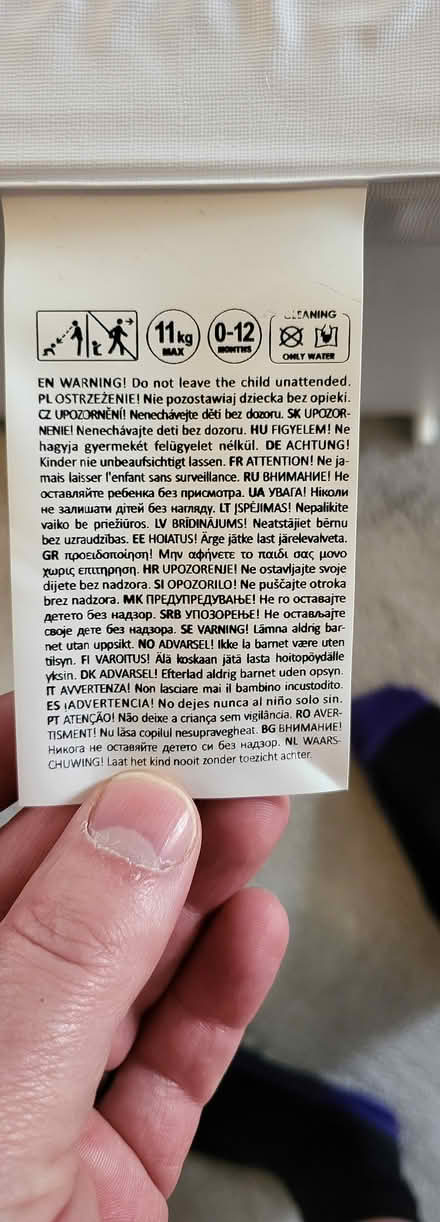 11kg
MAX
0-12
MONTHS
CLEANING
ONLY WATER
EN WARNING! Do not leave the child unattended.
PL OSTRZEŻENIE! Nie pozostawiaj dziecka bez opieki.
CZ UPOZORNĚNÍ! Nenechávejte děti bez dozoru. SK UPOZOR-
NENIE! Nenechávajte deti bez dozoru. HU FIGYELEM! Ne
hagyja gyermekét felügyelet nélkül. DE ACHTUNG!
Kinder nie unbeaufsichtigt lassen. FR ATTENTION! Ne ja-
mais laisser l'enfant sans surveillance. RU ВНИМАНИЕ! Не
оставляйте ребенка без присмотра. UA УВАГА! Ніколи
не залишати дітей без нагляду. LT ĮSPĖJIMAS! Nepalikite
vaiko be priežiūros. LV BRĪDINĀJUMS! Neatstājiet bērnu
bez uzraudzības. EE HOIATUS! Ärge jätke last järelevalveta.
GR προειδοποίηση! Μην αφήνετε το παιδί σας μόνο
χωρίς επιτήρηση. HR UPOZORENJE! Ne ostavljajte svoje
dijete bez nadzora. SI OPOZORILO! Ne puščajte otroka
brez nadzora. MK ПРЕДУПРЕДУВАЊЕ! Не го оставајте
детето без надзор. SRB УПОЗОРЕЊЕ! Не остављајте
своје дете без надзора. SE VARNING! Lämna aldrig bar-
net utan uppsikt. NO ADVARSEL! Ikke la barnet være uten
tilsyn. FI VAROITUS! Älä koskaan jätä lasta hoitopöydälle
yksin. DK ADVARSEL! Efterlad aldrig barnet uden opsyn.
IT AVVERTENZA! Non lasciare mai il bambino incustodito.
ES ¡ADVERTENCIA! No dejes nunca al niño solo sin.
PT ATENÇÃO! Não deixe a criança sem vigilância. RO AVER-
TISMENT! Nu lăsa copilul nesupravegheat. BG ВНИМАНИЕ!
Никога не оставяйте детето си без надзор. NL WAARS-
CHUWING! Laat het kind nooit zonder toezicht achter.